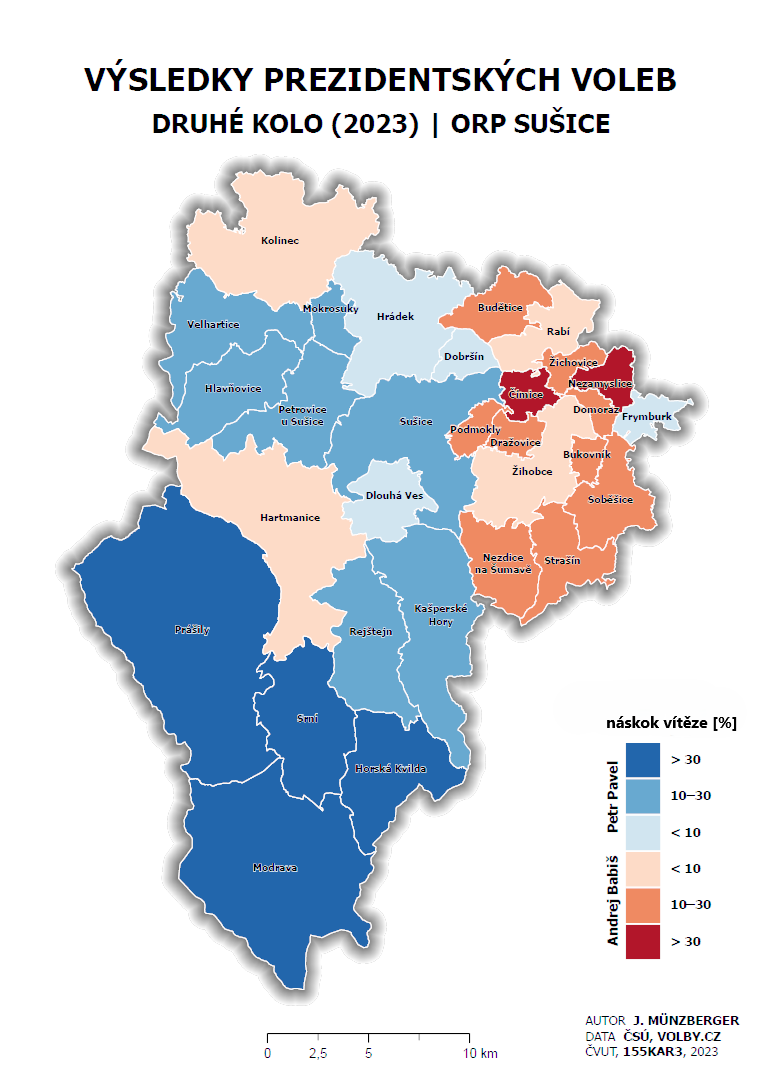 VÝSLEDKY PREZIDENTSKÝCH VOLEB
DRUHÉ KOLO (2023) | ORP SUŠICE
Kolinec
Mokrosuky
Velhartice
Hrádek
Budětice
Rabí
Dobršín
Žichovice
Nezamyslice
Hlavňovice
Čímice
Petrovice
u Sušice
Domoraz
Frymburk
Sušice
Podmokly
Dražovice
Bukovník
Žihobce
Dlouhá Ves
Soběšice
Hartmanice
Nezdice
na Šumavě
Strašín
Kašperské
Hory
Prášily
Rejštejn
Srní
Horská Kvilda
Modrava
náskok vítěze [%]
Petr Pavel
> 30
10–30
< 10
Andrej Babiš
< 10
10–30
> 30
AUTOR J. MÜNZBERGER
DATA ČSÚ, VOLBY.CZ
ČVUT, 155KAR3, 2023
0 2,5 5 10 km